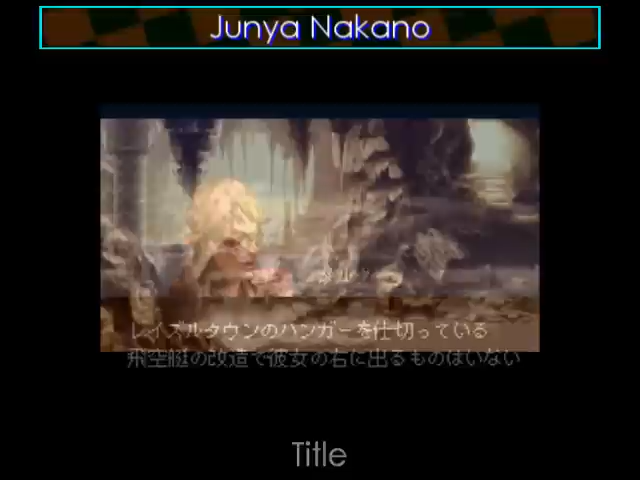 Junya Nakano
レイズルタウンのハンガーを仕切っている
飛空艇の改造で彼女の右に出るものはいない
Title